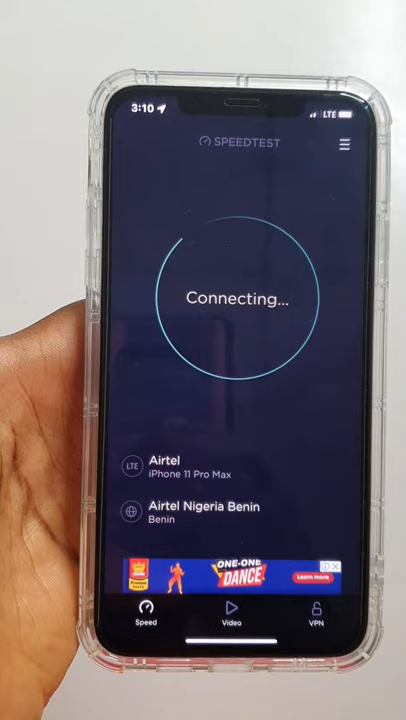 3:10
LTE
SPEEDTEST
Connecting...
LTE
Airtel
iPhone 11 Pro Max
Airtel Nigeria Benin
Benin
ONE-ONE
DANCE
Learn more
Speed
Video
VPN